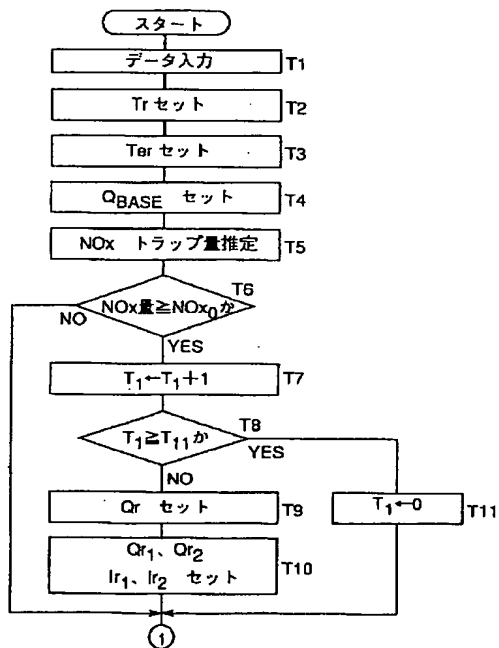 スタート
データ入力 T1
Tr セット T2
Ter セット T3
QBASE セット T4
NOx トラップ量推定 T5
T6
NOx量≧NOx0か
NO
YES
T1←T1+1 T7
T8
T1≧T11か
YES
NO
Qr セット T9
T1←0 T11
Qr1、Qr2
Ir1、Ir2 セット T10
1